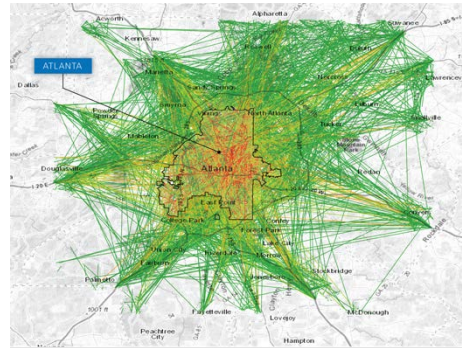 Alpharetta
Acworth
Suwanee
Kennesaw
Roswell
Duluth
ATLANTA
Marietta
Norcross
Lawrenceville
Sandy Springs
Dallas
Smyrna
Lilburn
Powder
Springs
Vinings
North Atlanta
Snellville
Tucker
Mableton
Stone
Mountain
Park
Redan
Douglasville
Atlanta
East Point
College Park
Conley
Forest Park
Union City
Lake City
Fairburn
Riverdale
Morrow
Stockbridge
Palmetto
Jonesboro
Fayetteville
McDonough
Lovejoy
Peachtree
City
Hampton